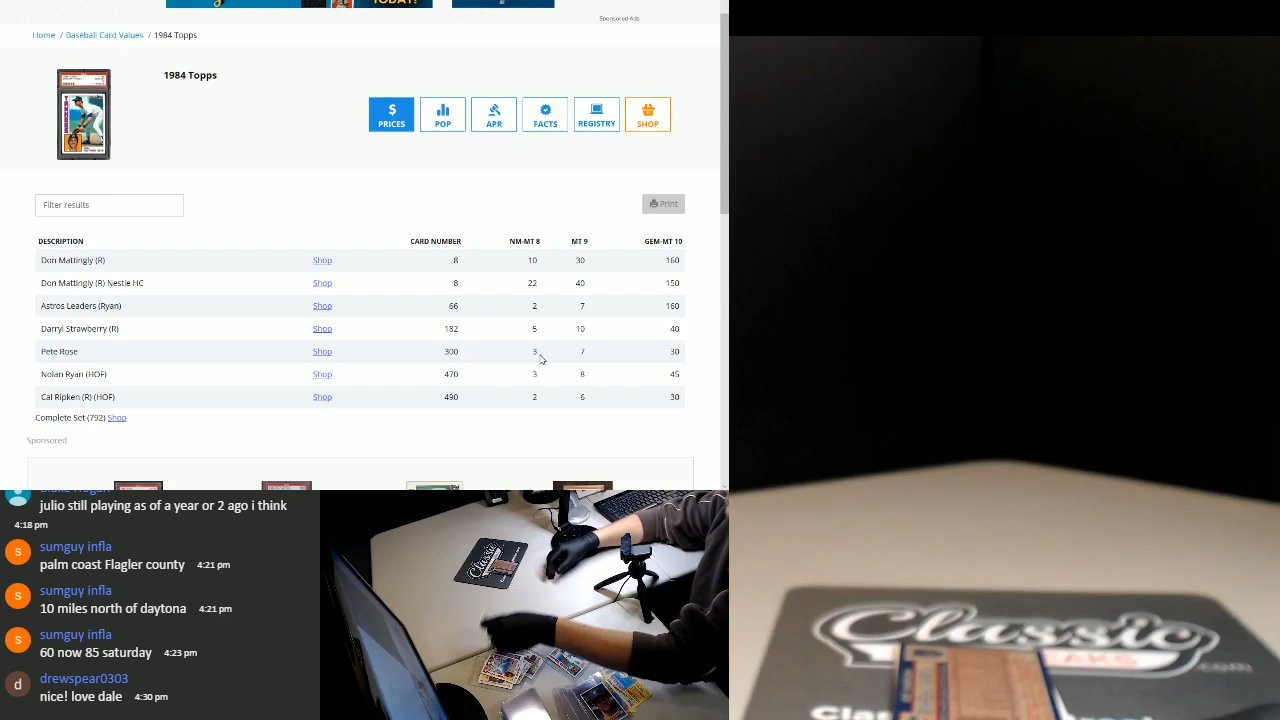 TODAY!
Sponsored Ads
Home / Baseball Card Values / 1984 Topps
1984 Topps
$ PRICES
POP
APR
FACTS
REGISTRY
SHOP
Filter results
Print
DESCRIPTION CARD NUMBER NM-MT 8 MT 9 GEM-MT 10
Don Mattingly (R) Shop 8 10 30 160
Don Mattingly (R) Nestle HC Shop 8 22 40 150
Astros Leaders (Ryan) Shop 66 2 7 160
Darryl Strawberry (R) Shop 182 5 10 40
Pete Rose Shop 300 3 7 30
Nolan Ryan (HOF) Shop 470 3 8 45
Cal Ripken (R) (HOF) Shop 490 2 6 30
Complete Set (792) Shop
Sponsored
julio still playing as of a year or 2 ago i think
4:18 pm
s
sumguy infla
palm coast Flagler county 4:21 pm
s
sumguy infla
10 miles north of daytona 4:21 pm
s
sumguy infla
60 now 85 saturday 4:23 pm
d
drewspear0303
nice! love dale 4:30 pm
Classic
Classic
.com